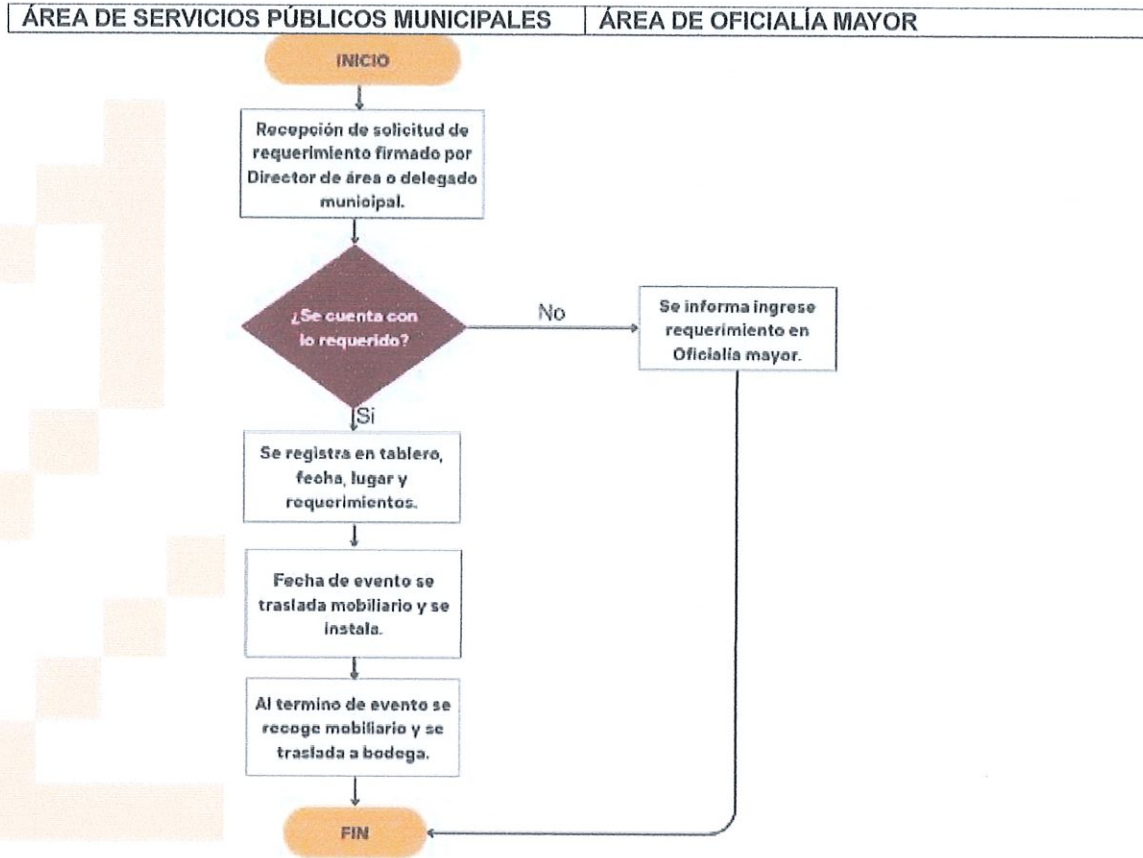 ÁREA DE SERVICIOS PÚBLICOS MUNICIPALES
ÁREA DE OFICIALÍA MAYOR
INICIO
Recepción de solicitud de
requerimiento firmado por
Director de área o delegado
municipal.
¿Se cuenta con
lo requerido?
No
Se informa ingrese
requerimiento en
Oficialía mayor.
Si
Se registra en tablero,
fecha, lugar y
requerimientos.
Fecha de evento se
traslada mobiliario y se
instala.
Al termino de evento se
recoge mobiliario y se
traslada a bodega.
FIN